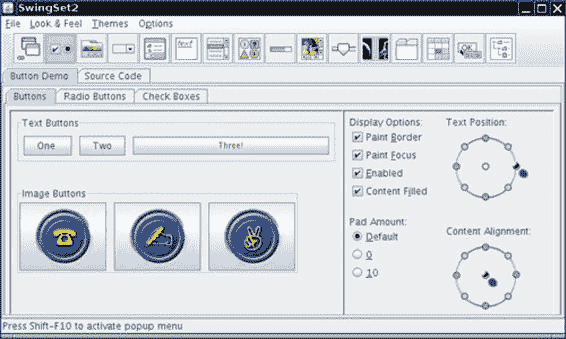 SwingSet2
File Look & Feel Themes Options
text
OK
Button Demo Source Code
Buttons Radio Buttons Check Boxes
Text Buttons
One Two Three!
Image Buttons
Display Options:
Paint Border
Paint Focus
Enabled
Content Filled
Pad Amount:
Default
0
10
Text Position:
Content Alignment:
Press Shift-F10 to activate popup menu